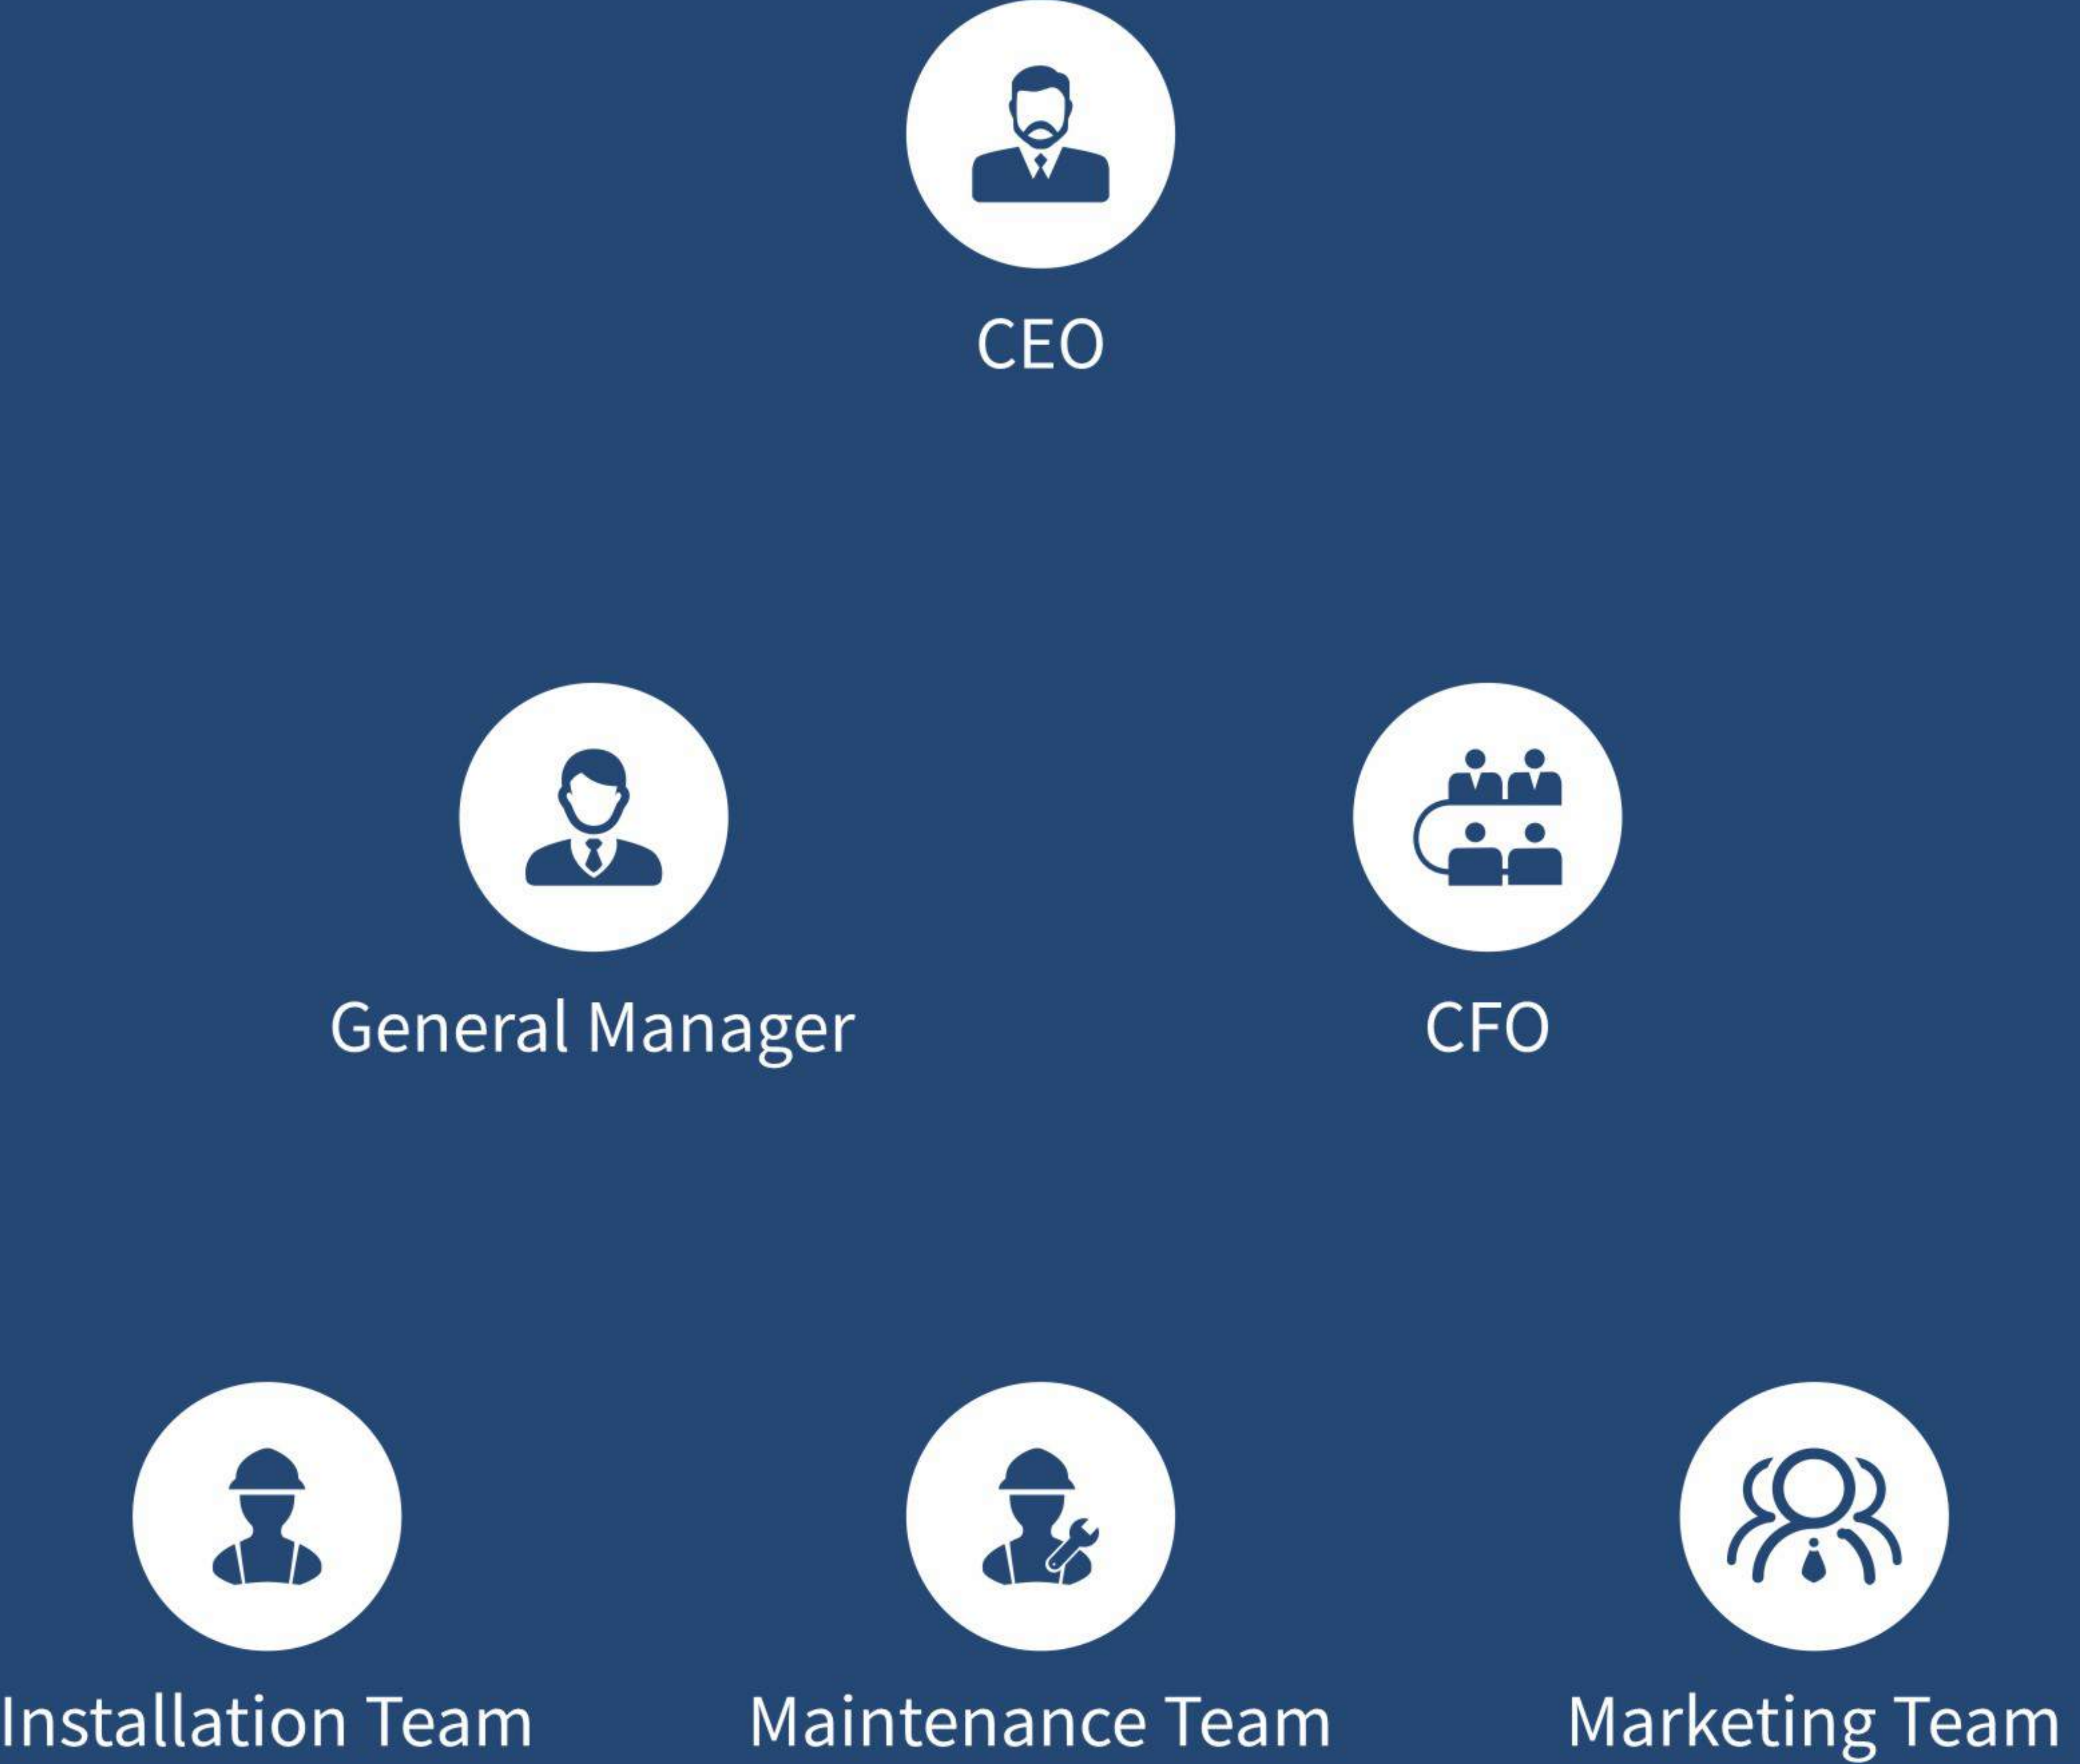 CEO
General Manager
CFO
Installation Team
Maintenance Team
Marketing Team